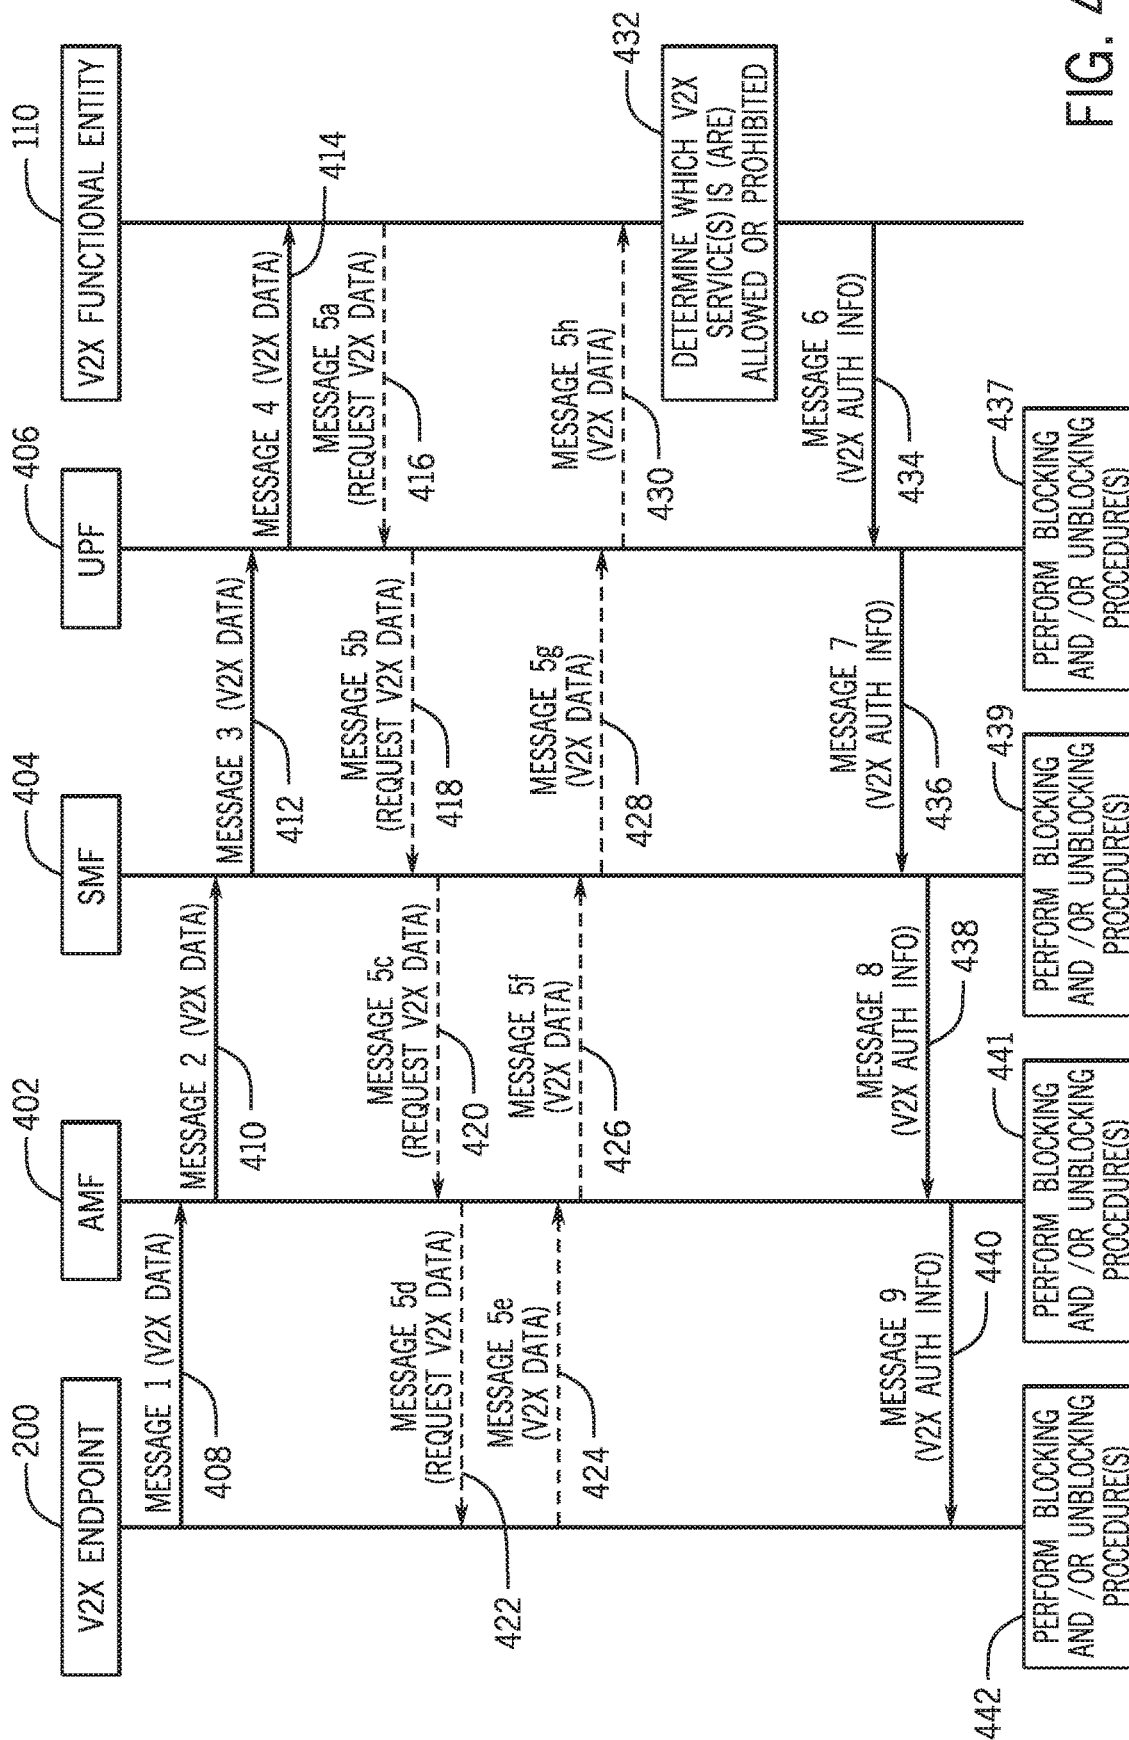 200
V2X ENDPOINT
402
AMF
404
SMF
406
UPF
110
V2X FUNCTIONAL ENTITY
MESSAGE 1 (V2X DATA)
408
MESSAGE 2 (V2X DATA)
410
MESSAGE 3 (V2X DATA)
412
MESSAGE 4 (V2X DATA)
414
MESSAGE 5a
(REQUEST V2X DATA)
416
MESSAGE 5b
(REQUEST V2X DATA)
418
MESSAGE 5c
(REQUEST V2X DATA)
420
MESSAGE 5d
(REQUEST V2X DATA)
422
MESSAGE 5e
(V2X DATA)
424
MESSAGE 5f
(V2X DATA)
426
MESSAGE 5g
(V2X DATA)
428
MESSAGE 5h
(V2X DATA)
430
432
DETERMINE WHICH V2X
SERVICE(S) IS (ARE)
ALLOWED OR PROHIBITED
MESSAGE 6
(V2X AUTH INFO)
434
MESSAGE 7
(V2X AUTH INFO)
436
MESSAGE 8
(V2X AUTH INFO)
438
MESSAGE 9
(V2X AUTH INFO)
440
442
PERFORM BLOCKING
AND /OR UNBLOCKING
PROCEDURE(S)
441
PERFORM BLOCKING
AND /OR UNBLOCKING
PROCEDURE(S)
439
PERFORM BLOCKING
AND /OR UNBLOCKING
PROCEDURE(S)
437
PERFORM BLOCKING
AND /OR UNBLOCKING
PROCEDURE(S)
FIG. 4